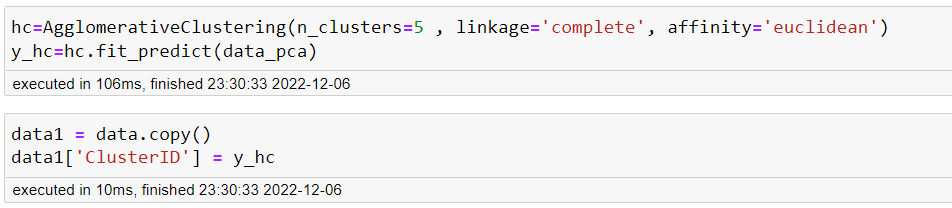 hc=AgglomerativeClustering(n_clusters=5 , linkage='complete', affinity='euclidean')
y_hc=hc.fit_predict(data_pca)
executed in 106ms, finished 23:30:33 2022-12-06
data1 = data.copy()
data1['ClusterID'] = y_hc
executed in 10ms, finished 23:30:33 2022-12-06